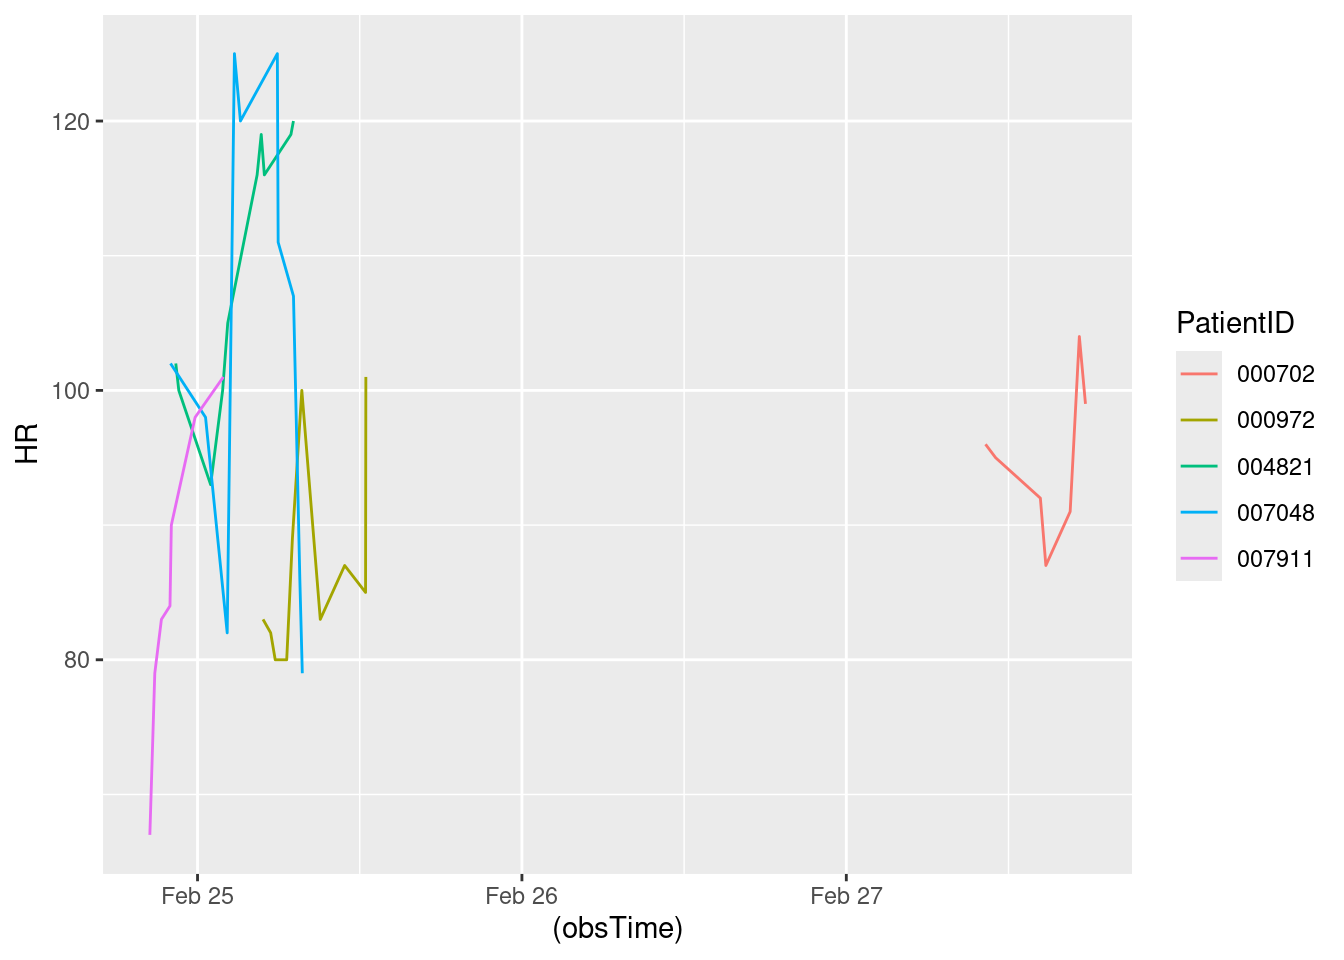 120
100
80
HR
Feb 25
Feb 26
Feb 27
(obsTime)
PatientID
000702
000972
004821
007048
007911